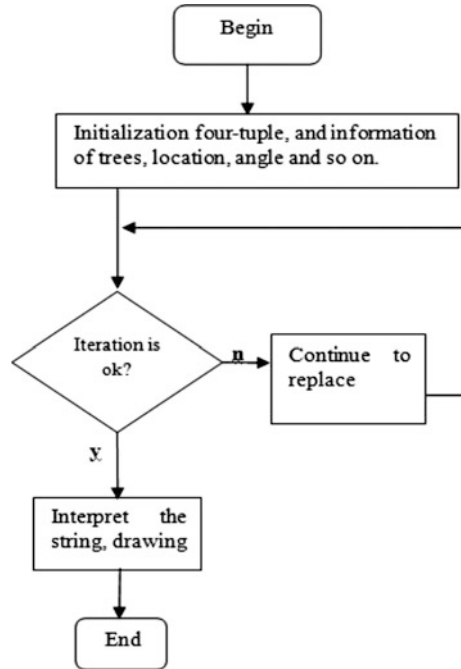 Begin
Initialization four-tuple, and information
of trees, location, angle and so on.
Iteration is
ok?
n
Continue to
replace
y
Interpret the
string, drawing
End